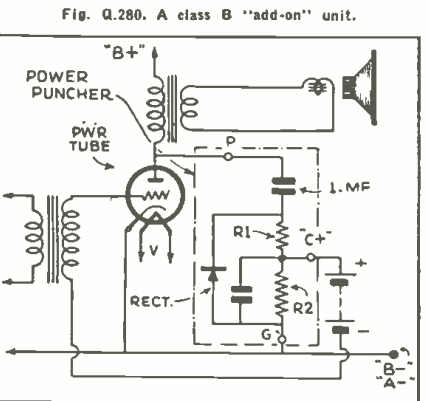 Fig. Q.280. A class B "add-on" unit.
"B+"
POWER
PUNCHER
PWR
TUBE
P
1. MF
R1
"C+"
+
V
RECT.
R2
G
-
"B-"
"A-"